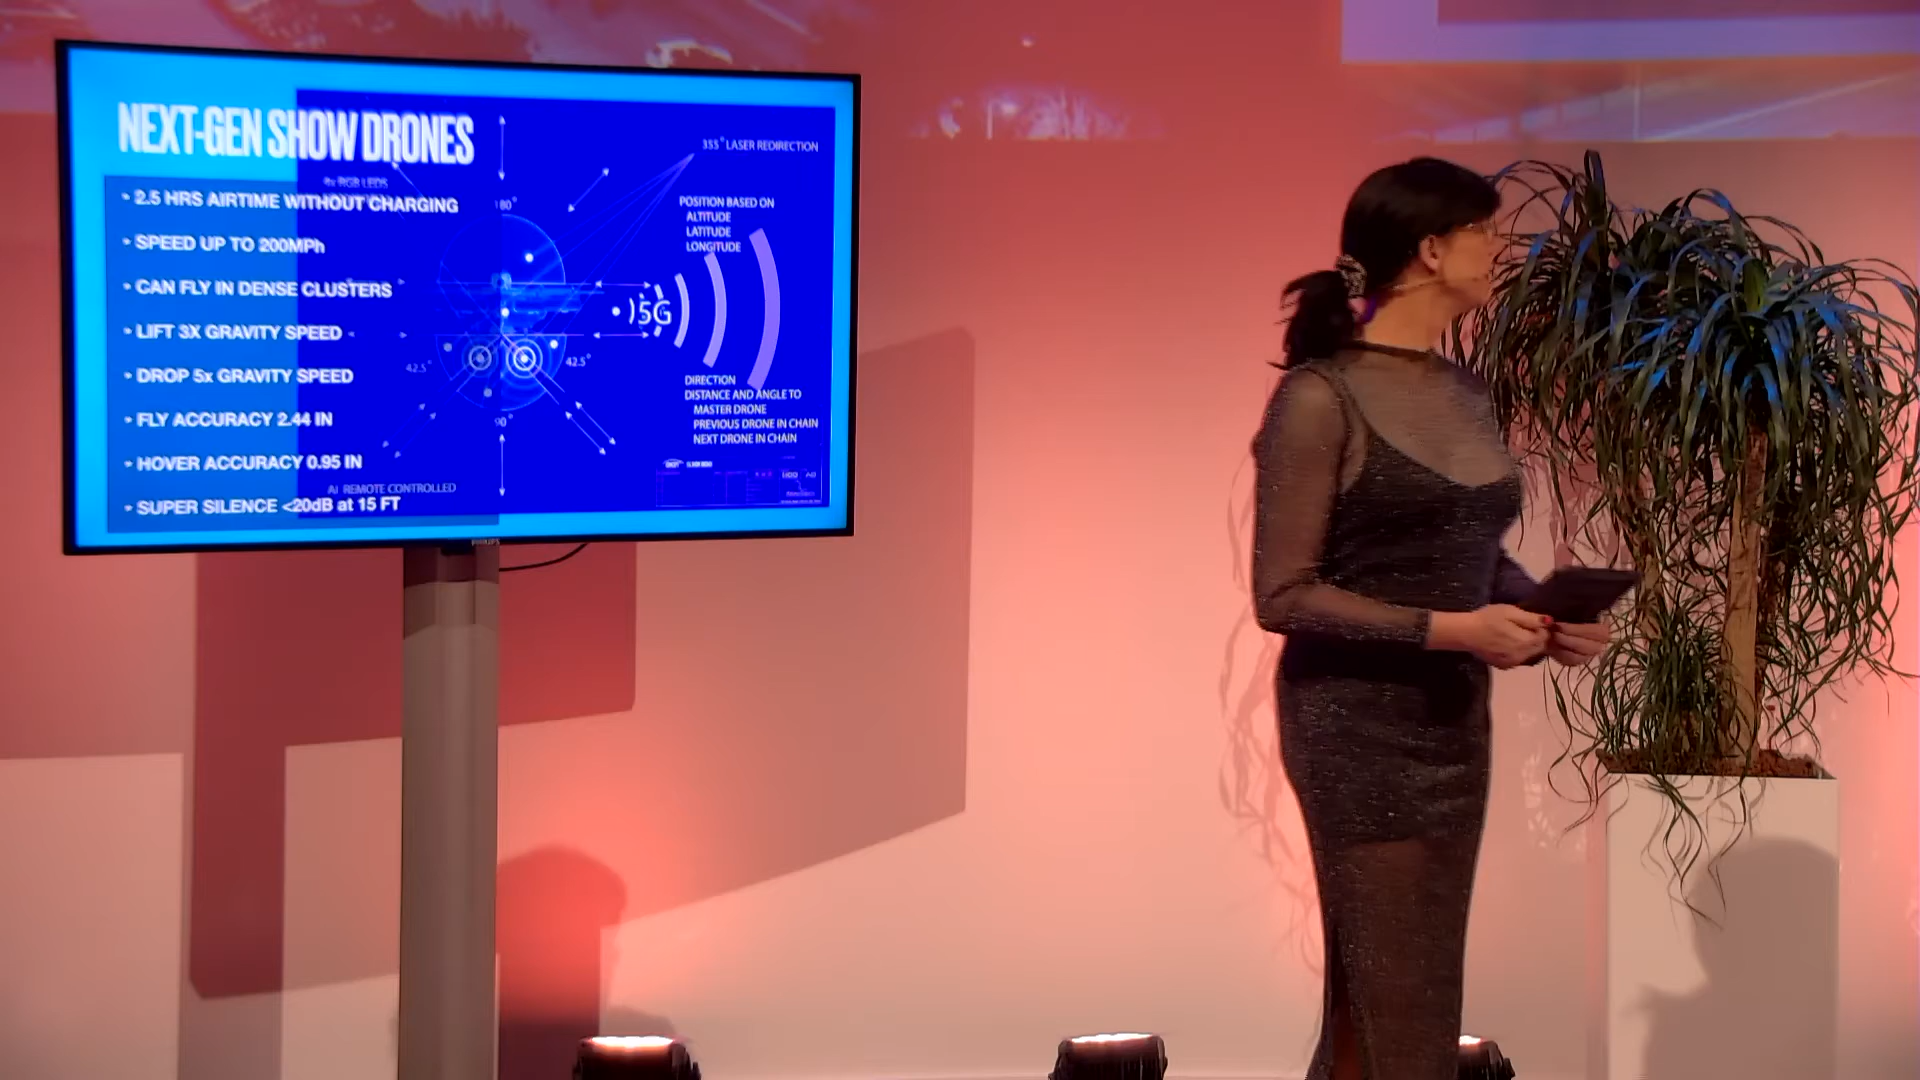 NEXT-GEN SHOW DRONES
4x RGB LEDS
• 2.5 HRS AIRTIME WITHOUT CHARGING
• SPEED UP TO 200MPh
• CAN FLY IN DENSE CLUSTERS
• LIFT 3X GRAVITY SPEED
• DROP 5x GRAVITY SPEED
• FLY ACCURACY 2.44 IN
• HOVER ACCURACY 0.95 IN
AI REMOTE CONTROLLED
• SUPER SILENCE <20dB at 15 FT
180°
42.5°
42.5°
90°
355° LASER REDIRECTION
POSITION BASED ON
ALTITUDE
LATITUDE
LONGITUDE
5G
DIRECTION
DISTANCE AND ANGLE TO
MASTER DRONE
PREVIOUS DRONE IN CHAIN
NEXT DRONE IN CHAIN
PHILIPS